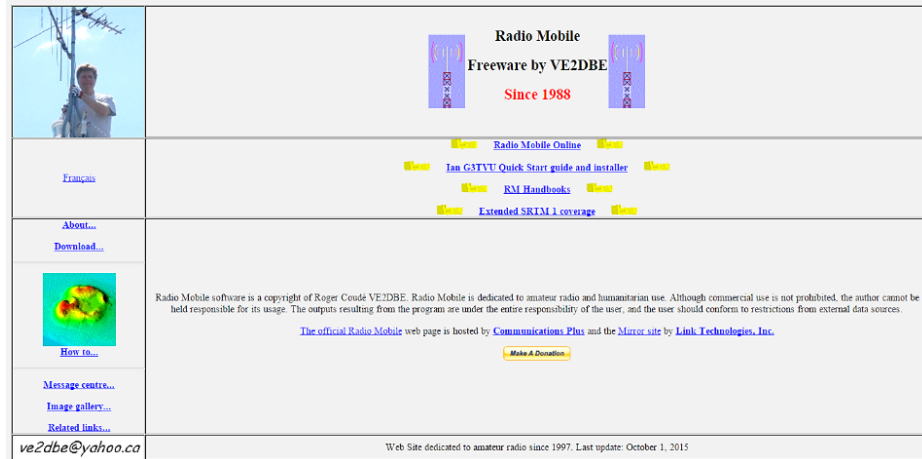 Radio Mobile
Freeware by VE2DBE
Since 1988
Français
Radio Mobile Online
Ian G3TVU Quick Start guide and installer
RM Handbooks
Extended SRTM 1 coverage
About...
Download...
How to...
Message centre...
Image gallery...
Related links...
Radio Mobile software is a copyright of Roger Coudé VE2DBE. Radio Mobile is dedicated to amateur radio and humanitarian use. Although commercial use is not prohibited, the author cannot be
held responsible for its usage. The outputs resulting from the program are under the entire responsibility of the user, and the user should conform to restrictions from external data sources.
The official Radio Mobile web page is hosted by Communications Plus and the Mirror site by Link Technologies, Inc.
Make A Donation
ve2dbe@yahoo.ca
Web Site dedicated to amateur radio since 1997. Last update: October 1, 2015